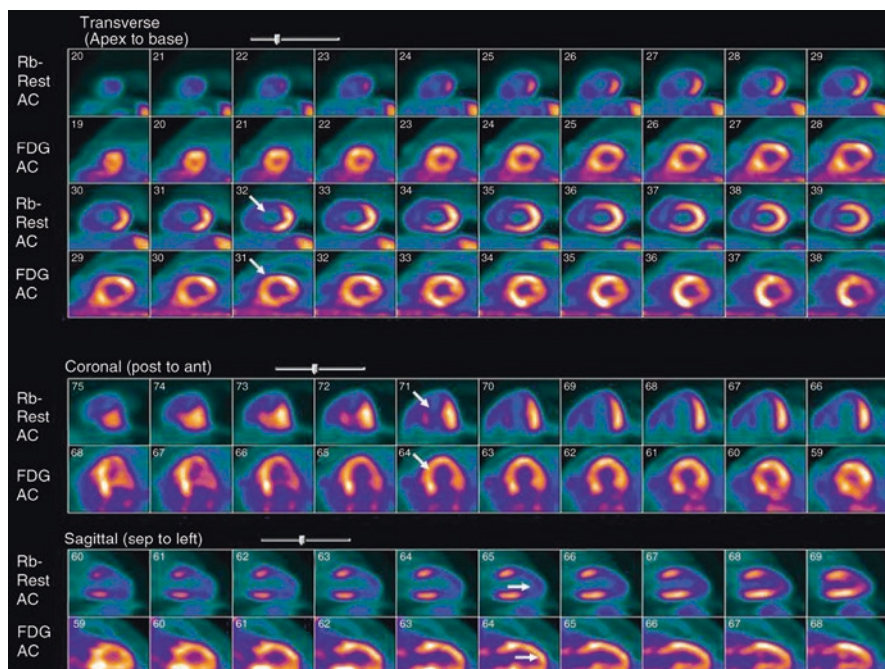 Transverse
(Apex to base)
Rb-
Rest
AC
20 21 22 23 24 25 26 27 28 29
FDG
AC
19 20 21 22 23 24 25 26 27 28
Rb-
Rest
AC
30 31 32 33 34 35 36 37 38 39
FDG
AC
29 30 31 32 33 34 35 36 37 38
Coronal (post to ant)
Rb-
Rest
AC
75 74 73 72 71 70 69 68 67 66
FDG
AC
68 67 66 65 64 63 62 61 60 59
Sagittal (sep to left)
Rb-
Rest
AC
60 61 62 63 64 65 66 67 68 69
FDG
AC
59 60 61 62 63 64 65 66 67 68